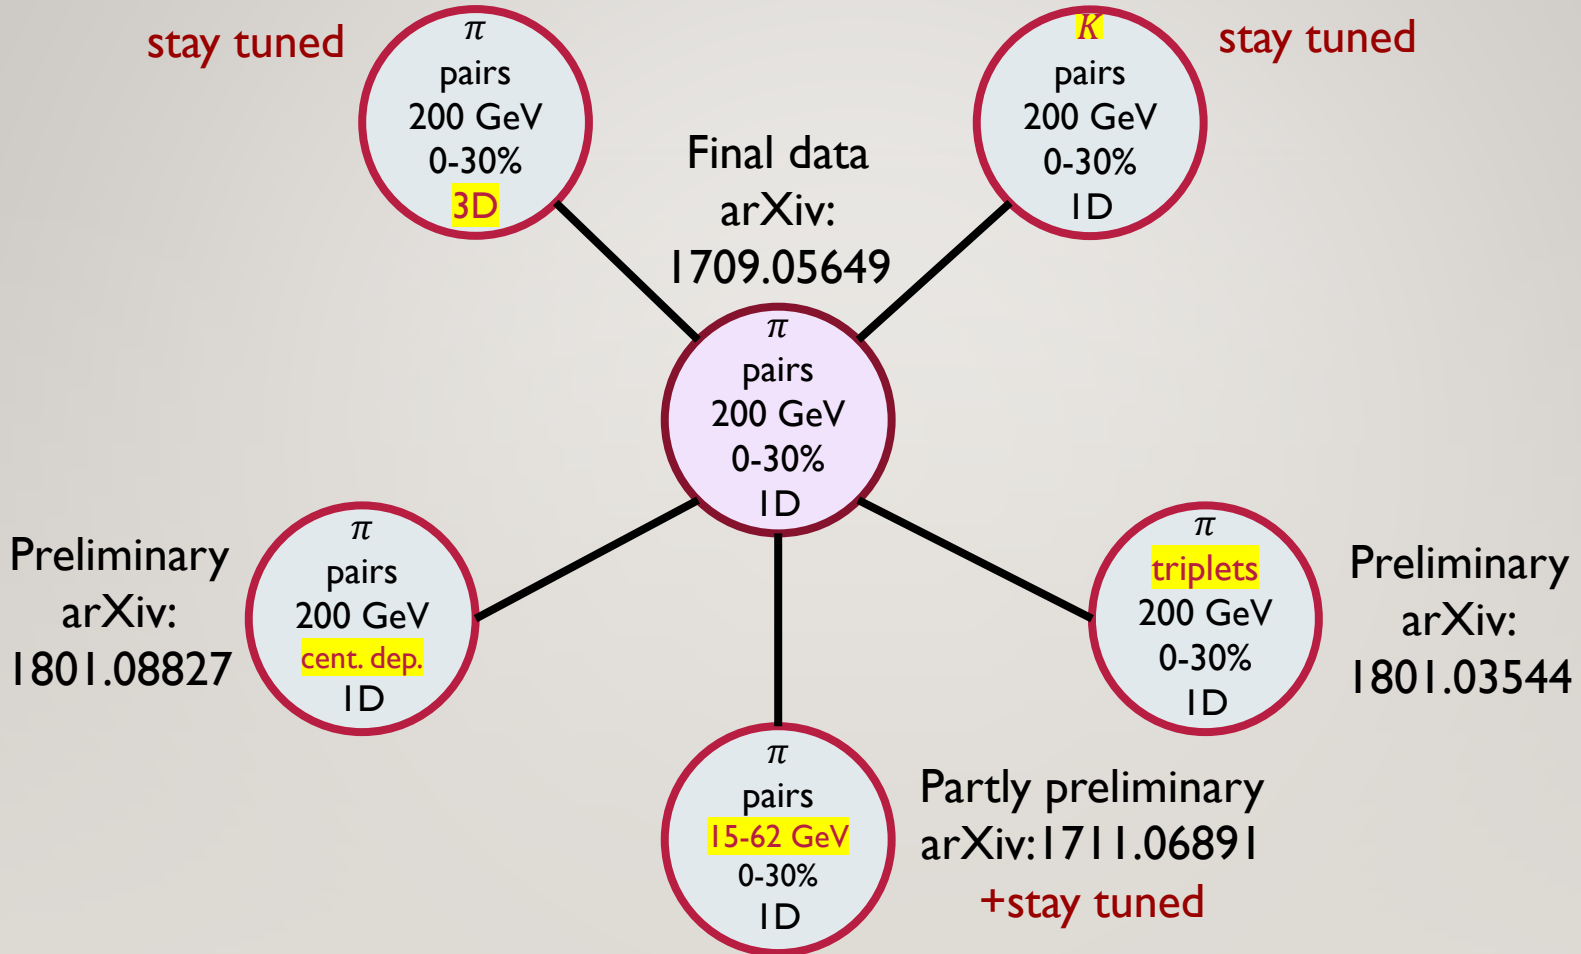 stay tuned
π
pairs
200 GeV
0-30%
3D
K
pairs
200 GeV
0-30%
1D
stay tuned
Final data
arXiv:
1709.05649
π
pairs
200 GeV
0-30%
1D
Preliminary
arXiv:
1801.08827
π
pairs
200 GeV
cent. dep.
1D
π
triplets
200 GeV
0-30%
1D
Preliminary
arXiv:
1801.03544
π
pairs
15-62 GeV
0-30%
1D
Partly preliminary
arXiv:1711.06891
+stay tuned